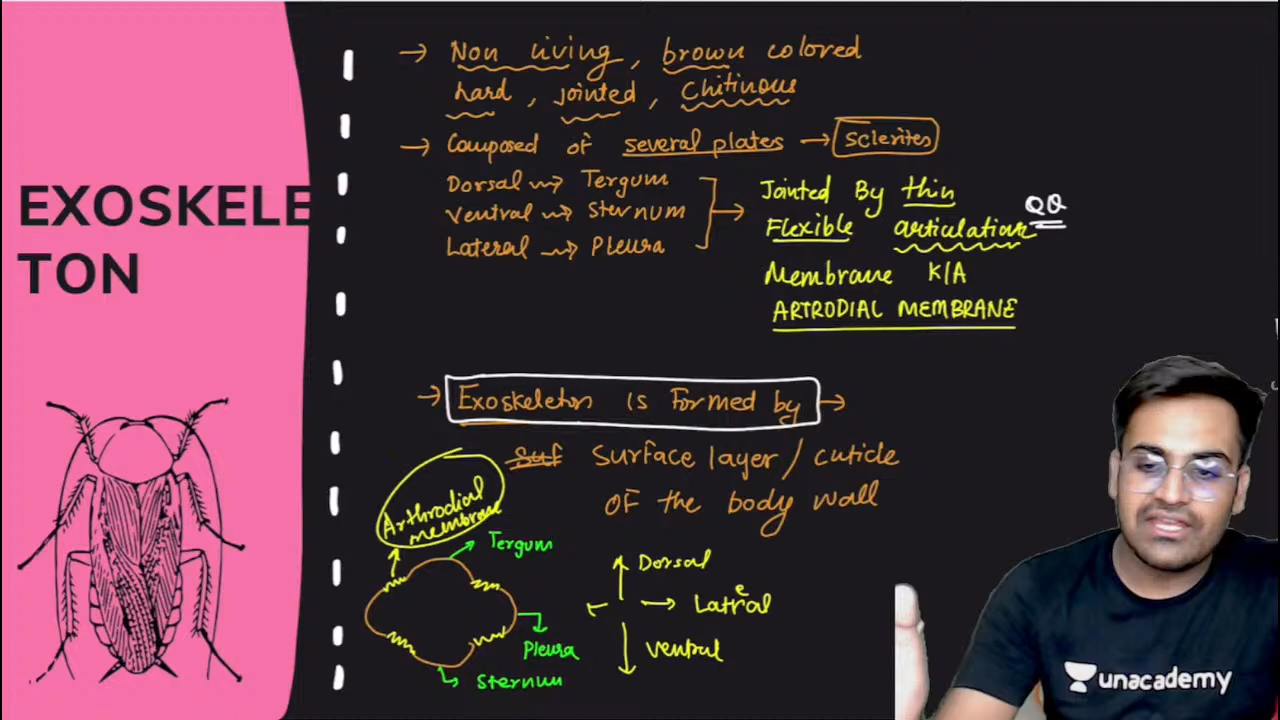 EXOSKELE
TON
→ Non living, brown colored
hard, jointed, chitinous
→ Composed of several plates → sclerites
Dorsal → Tergum
Ventral → Sternum
Lateral → Pleura
Jointed By thin
Flexible articulation QQ
Membrane K/A
ARTRODIAL MEMBRANE
→ Exoskeleton is Formed by →
Suf Surface layer / cuticle
OF the body wall
Arthrodial
membrane
Tergum
Pleura
Sternum
Dorsal
Lateral
ventral
unacademy